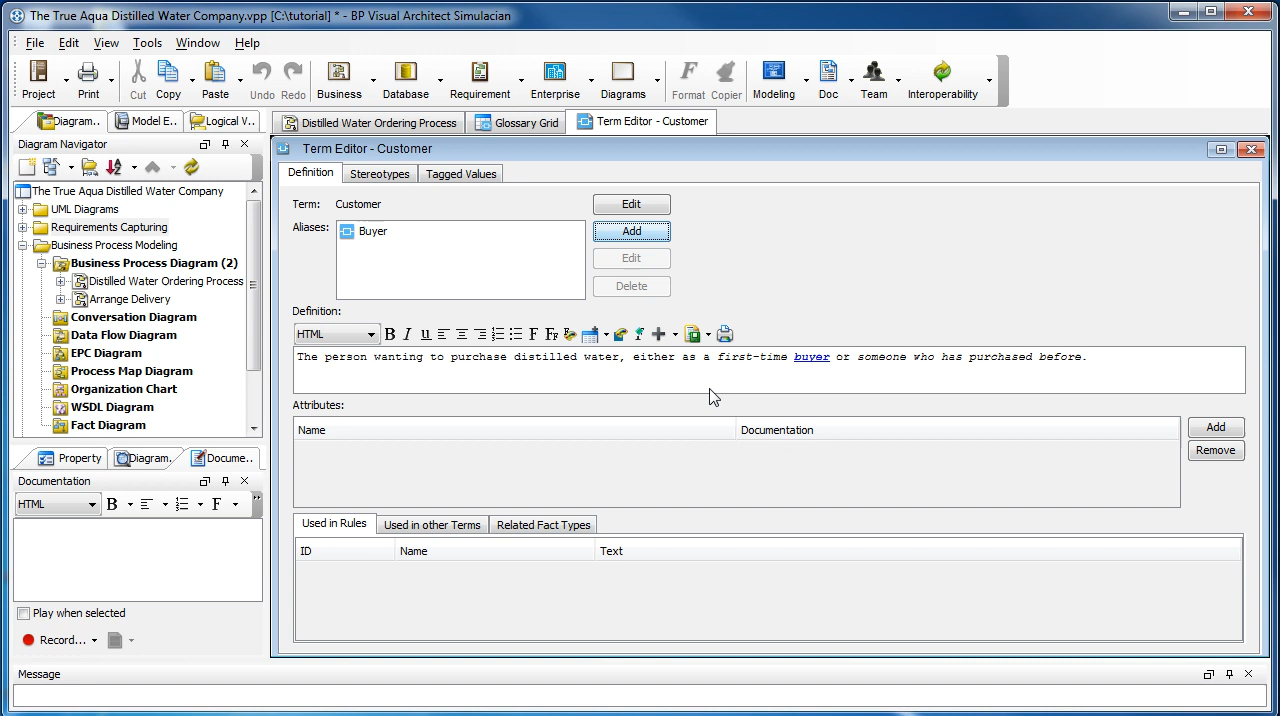 The True Aqua Distilled Water Company.vpp [C:\tutorial] * - BP Visual Architect Simulacian
File Edit View Tools Window Help
Project Print Cut Copy Paste Undo Redo Business Database Requirement Enterprise Diagrams Format Copier Modeling Doc Team Interoperability
Diagram.. Model E.. Logical V.. Distilled Water Ordering Process Glossary Grid Term Editor - Customer
Diagram Navigator
Term Editor - Customer
Definition Stereotypes Tagged Values
The True Aqua Distilled Water Company
UML Diagrams
Requirements Capturing
Business Process Modeling
Business Process Diagram (2)
Distilled Water Ordering Process
Arrange Delivery
Conversation Diagram
Data Flow Diagram
EPC Diagram
Process Map Diagram
Organization Chart
WSDL Diagram
Fact Diagram
Term: Customer Edit
Aliases: Buyer Add
Edit
Delete
Definition:
HTML B I U F
The person wanting to purchase distilled water, either as a first-time buyer or someone who has purchased before.
Attributes:
Name Documentation Add
Remove
Used in Rules Used in other Terms Related Fact Types
ID Name Text
Property Diagram. Docume..
Documentation
HTML B F
Play when selected
Record...
Message